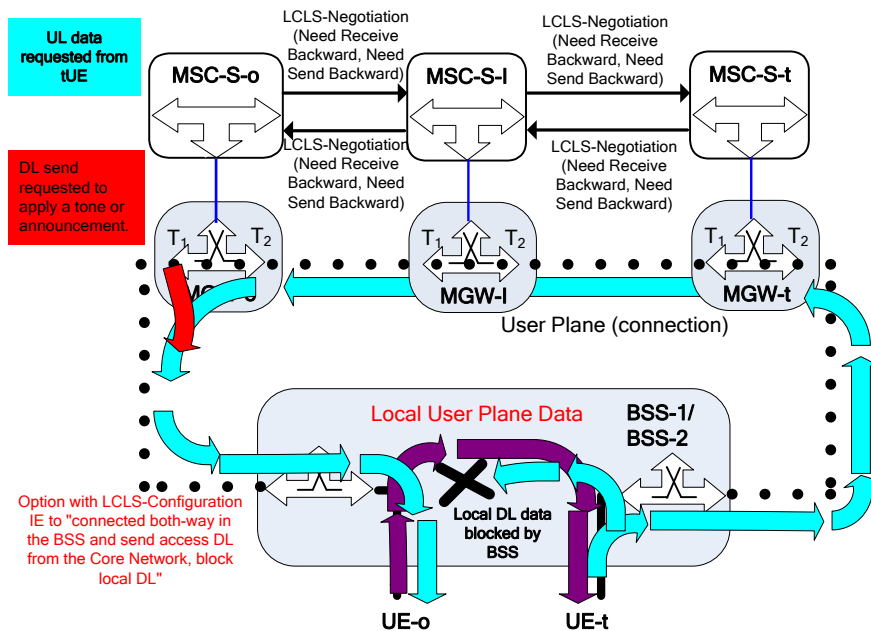 UL data
requested from
tUE
LCLS-Negotiation
(Need Receive
Backward, Need
Send Backward)
LCLS-Negotiation
(Need Receive
Backward, Need
Send Backward)
MSC-S-o
MSC-S-I
MSC-S-t
LCLS-Negotiation
(Need Receive
Backward, Need
Send Backward)
LCLS-Negotiation
(Need Receive
Backward, Need
Send Backward)
DL send
requested to
apply a tone or
announcement.
T1
T2
T1
T2
T1
T2
MGW-I
MGW-t
User Plane (connection)
Local User Plane Data
BSS-1/
BSS-2
Option with LCLS-Configuration
IE to "connected both-way in
the BSS and send access DL
from the Core Network, block
local DL"
Local DL data
blocked by
BSS
UE-o
UE-t